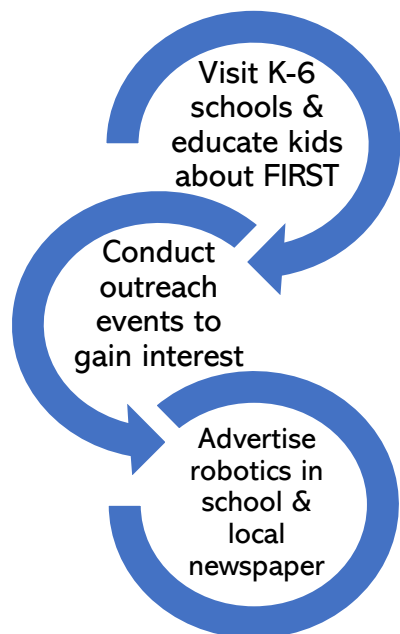 Visit K-6
schools &
educate kids
about FIRST
Conduct
outreach
events to
gain interest
Advertise
robotics in
school &
local
newspaper